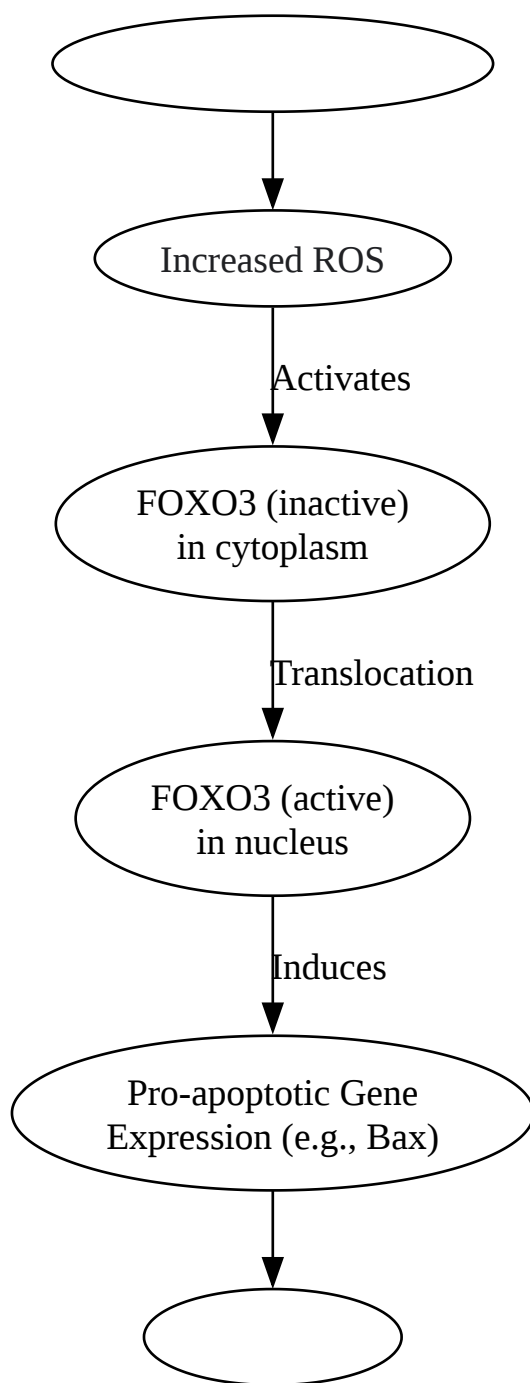 Increased ROS
Activates
FOXO3 (inactive)
in cytoplasm
Translocation
FOXO3 (active)
in nucleus
Induces
Pro-apoptotic Gene
Expression (e.g., Bax)